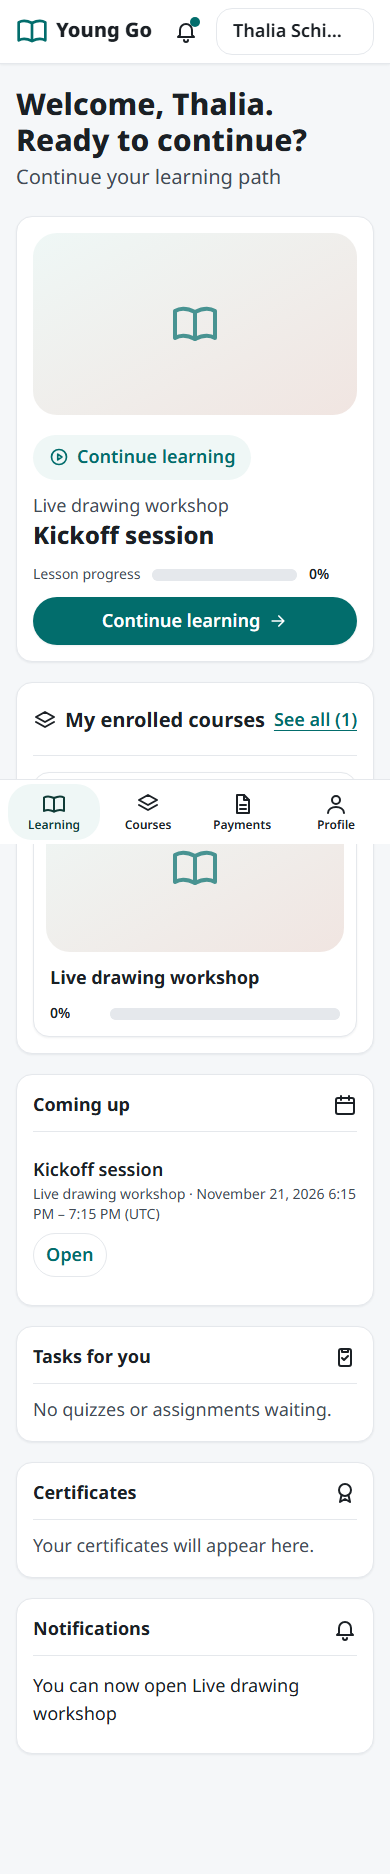 Young Go
Thalia Schi...
Welcome, Thalia.
Ready to continue?
Continue your learning path
Continue learning
Live drawing workshop
Kickoff session
Lesson progress 0%
Continue learning
My enrolled courses See all (1)
Learning Courses Payments Profile
Live drawing workshop
0%
Coming up
Kickoff session
Live drawing workshop · November 21, 2026 6:15
PM – 7:15 PM (UTC)
Open
Tasks for you
No quizzes or assignments waiting.
Certificates
Your certificates will appear here.
Notifications
You can now open Live drawing
workshop